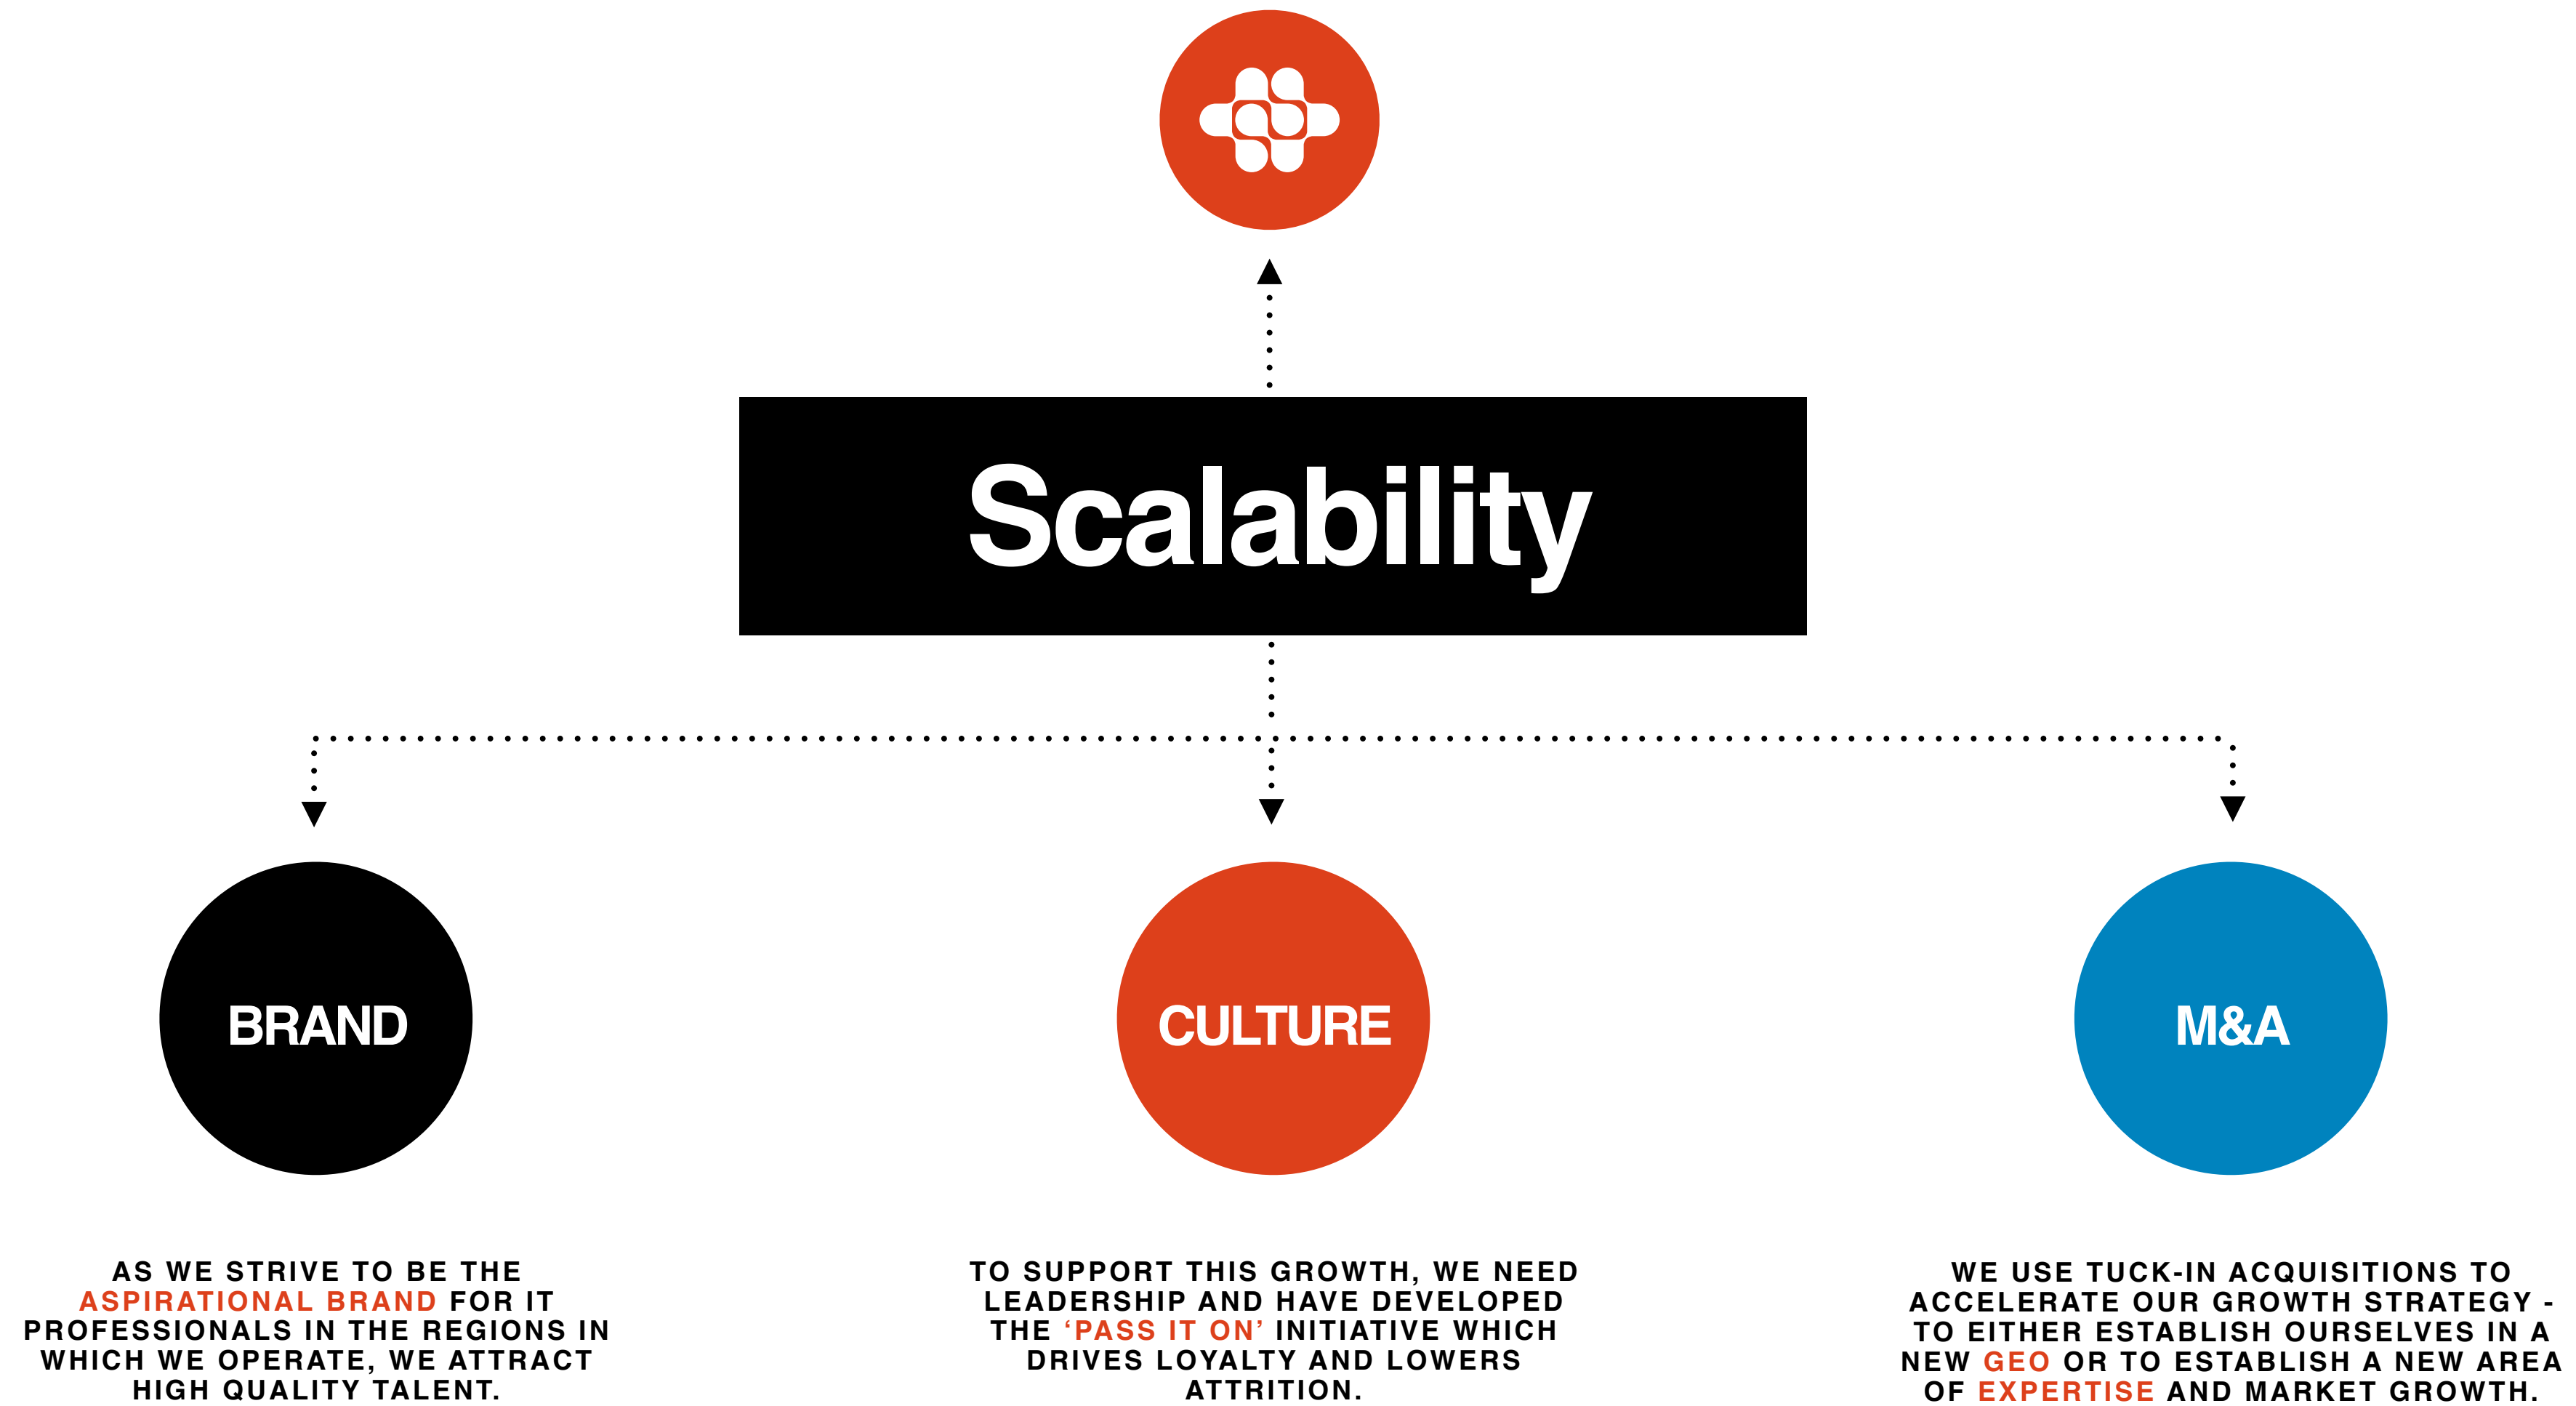 Scalability
BRAND
CULTURE
M&A
AS WE STRIVE TO BE THE
ASPIRATIONAL BRAND FOR IT
PROFESSIONALS IN THE REGIONS IN
WHICH WE OPERATE, WE ATTRACT
HIGH QUALITY TALENT.
TO SUPPORT THIS GROWTH, WE NEED
LEADERSHIP AND HAVE DEVELOPED
THE ‘PASS IT ON’ INITIATIVE WHICH
DRIVES LOYALTY AND LOWERS
ATTRITION.
WE USE TUCK-IN ACQUISITIONS TO
ACCELERATE OUR GROWTH STRATEGY -
TO EITHER ESTABLISH OURSELVES IN A
NEW GEO OR TO ESTABLISH A NEW AREA
OF EXPERTISE AND MARKET GROWTH.